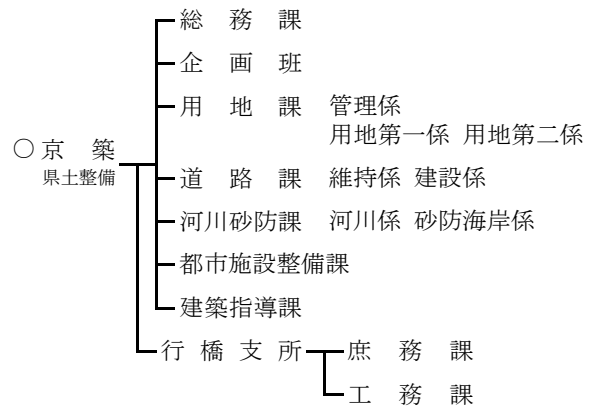 総務課
企画班
用地課 管理係
用地第一係 用地第二係
○京築
県土整備
道路課 維持係 建設係
河川砂防課 河川係 砂防海岸係
都市施設整備課
建築指導課
行橋支所 庶務課
工務課